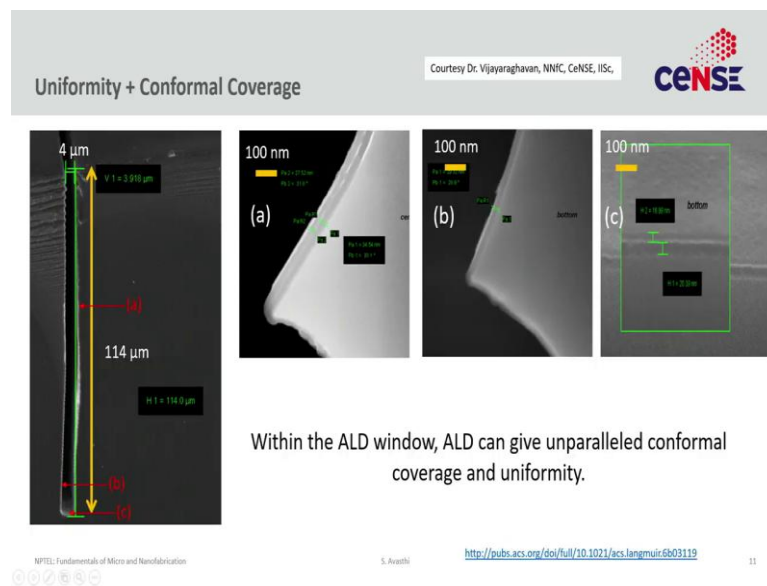 Courtesy Dr. Vijayaraghavan, NNfC, CeNSE, IISc,
ceNSE
Uniformity + Conformal Coverage
4 μm
V 1 = 3.916 μm
(a)
114 μm
H 1 = 114.0 μm
(b)
(c)
100 nm
(a)
100 nm
(b)
bottom
100 nm
(c)
bottom
Within the ALD window, ALD can give unparalleled conformal
coverage and uniformity.
NPTEL: Fundamentals of Micro and Nanofabrication
S. Avasthi
http://pubs.acs.org/doi/full/10.1021/acs.langmuir.6b03119
11